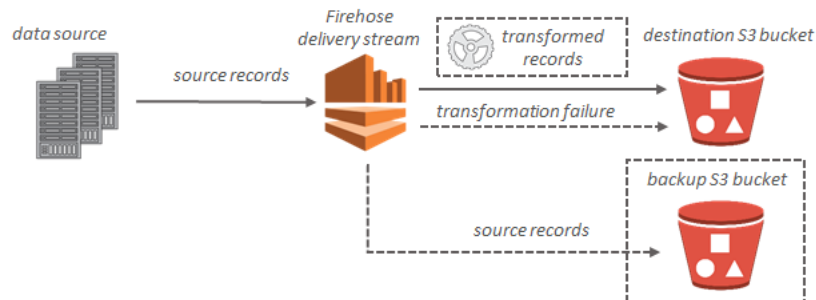 data source
source records
Firehose
delivery stream
transformed
records
destination S3 bucket
transformation failure
backup S3 bucket
source records